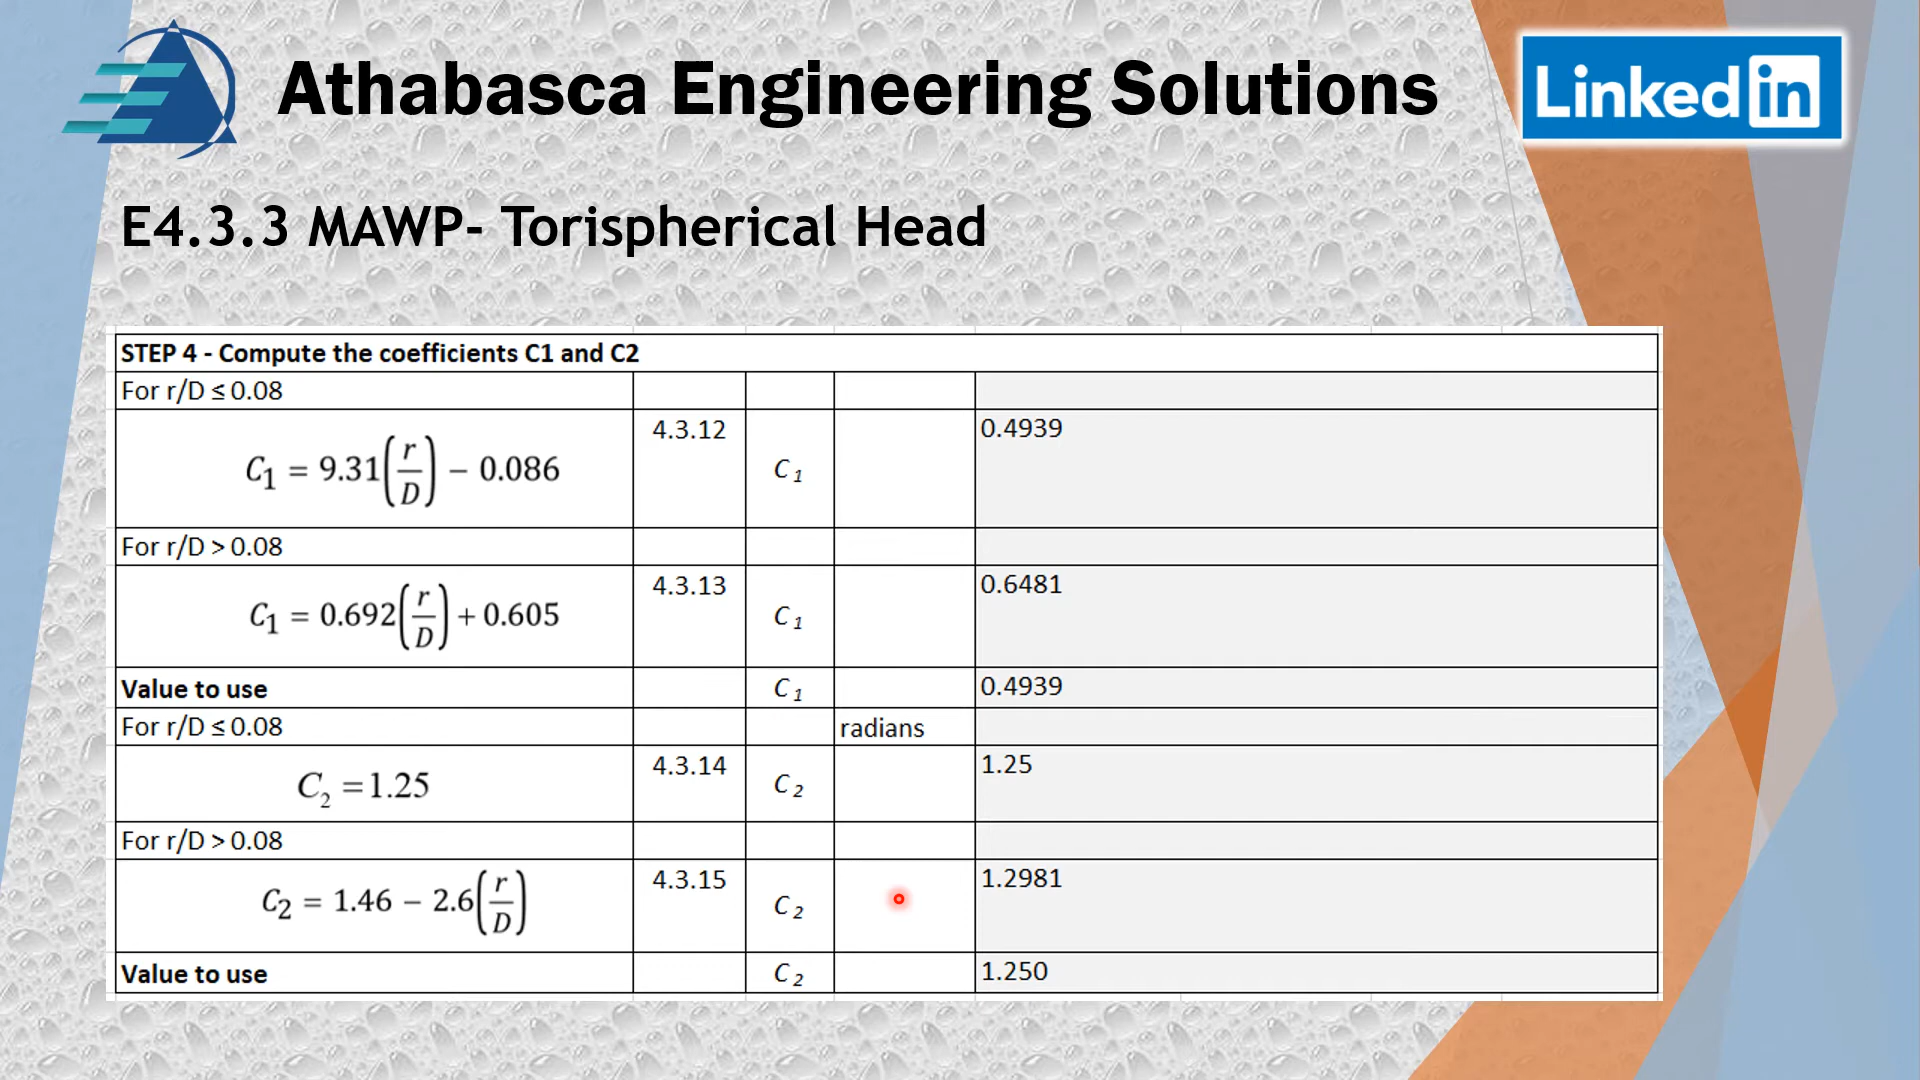 Athabasca Engineering Solutions
Linked in
E4.3.3 MAWP- Torispherical Head
STEP 4 - Compute the coefficients C1 and C2
For r/D ≤ 0.08
C₁ = 9.31(r/D) − 0.086 4.3.12 C₁ 0.4939
For r/D > 0.08
C₁ = 0.692(r/D) + 0.605 4.3.13 C₁ 0.6481
Value to use C₁ 0.4939
For r/D ≤ 0.08 radians
C₂ = 1.25 4.3.14 C₂ 1.25
For r/D > 0.08
C₂ = 1.46 − 2.6(r/D) 4.3.15 C₂ 1.2981
Value to use C₂ 1.250